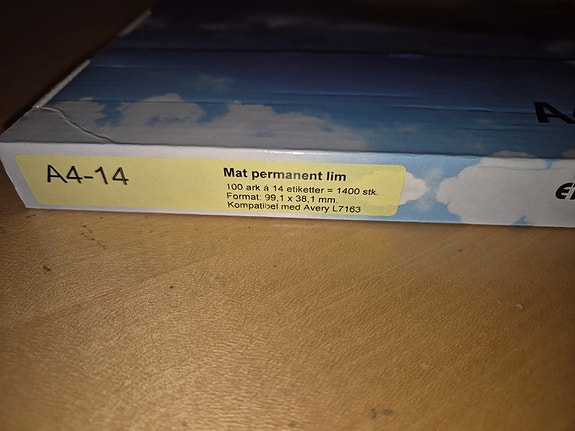 A4-14
Mat permanent lim
100 ark á 14 etiketter = 1400 stk.
Format: 99,1 x 38,1 mm.
Kompatibel med Avery L7163